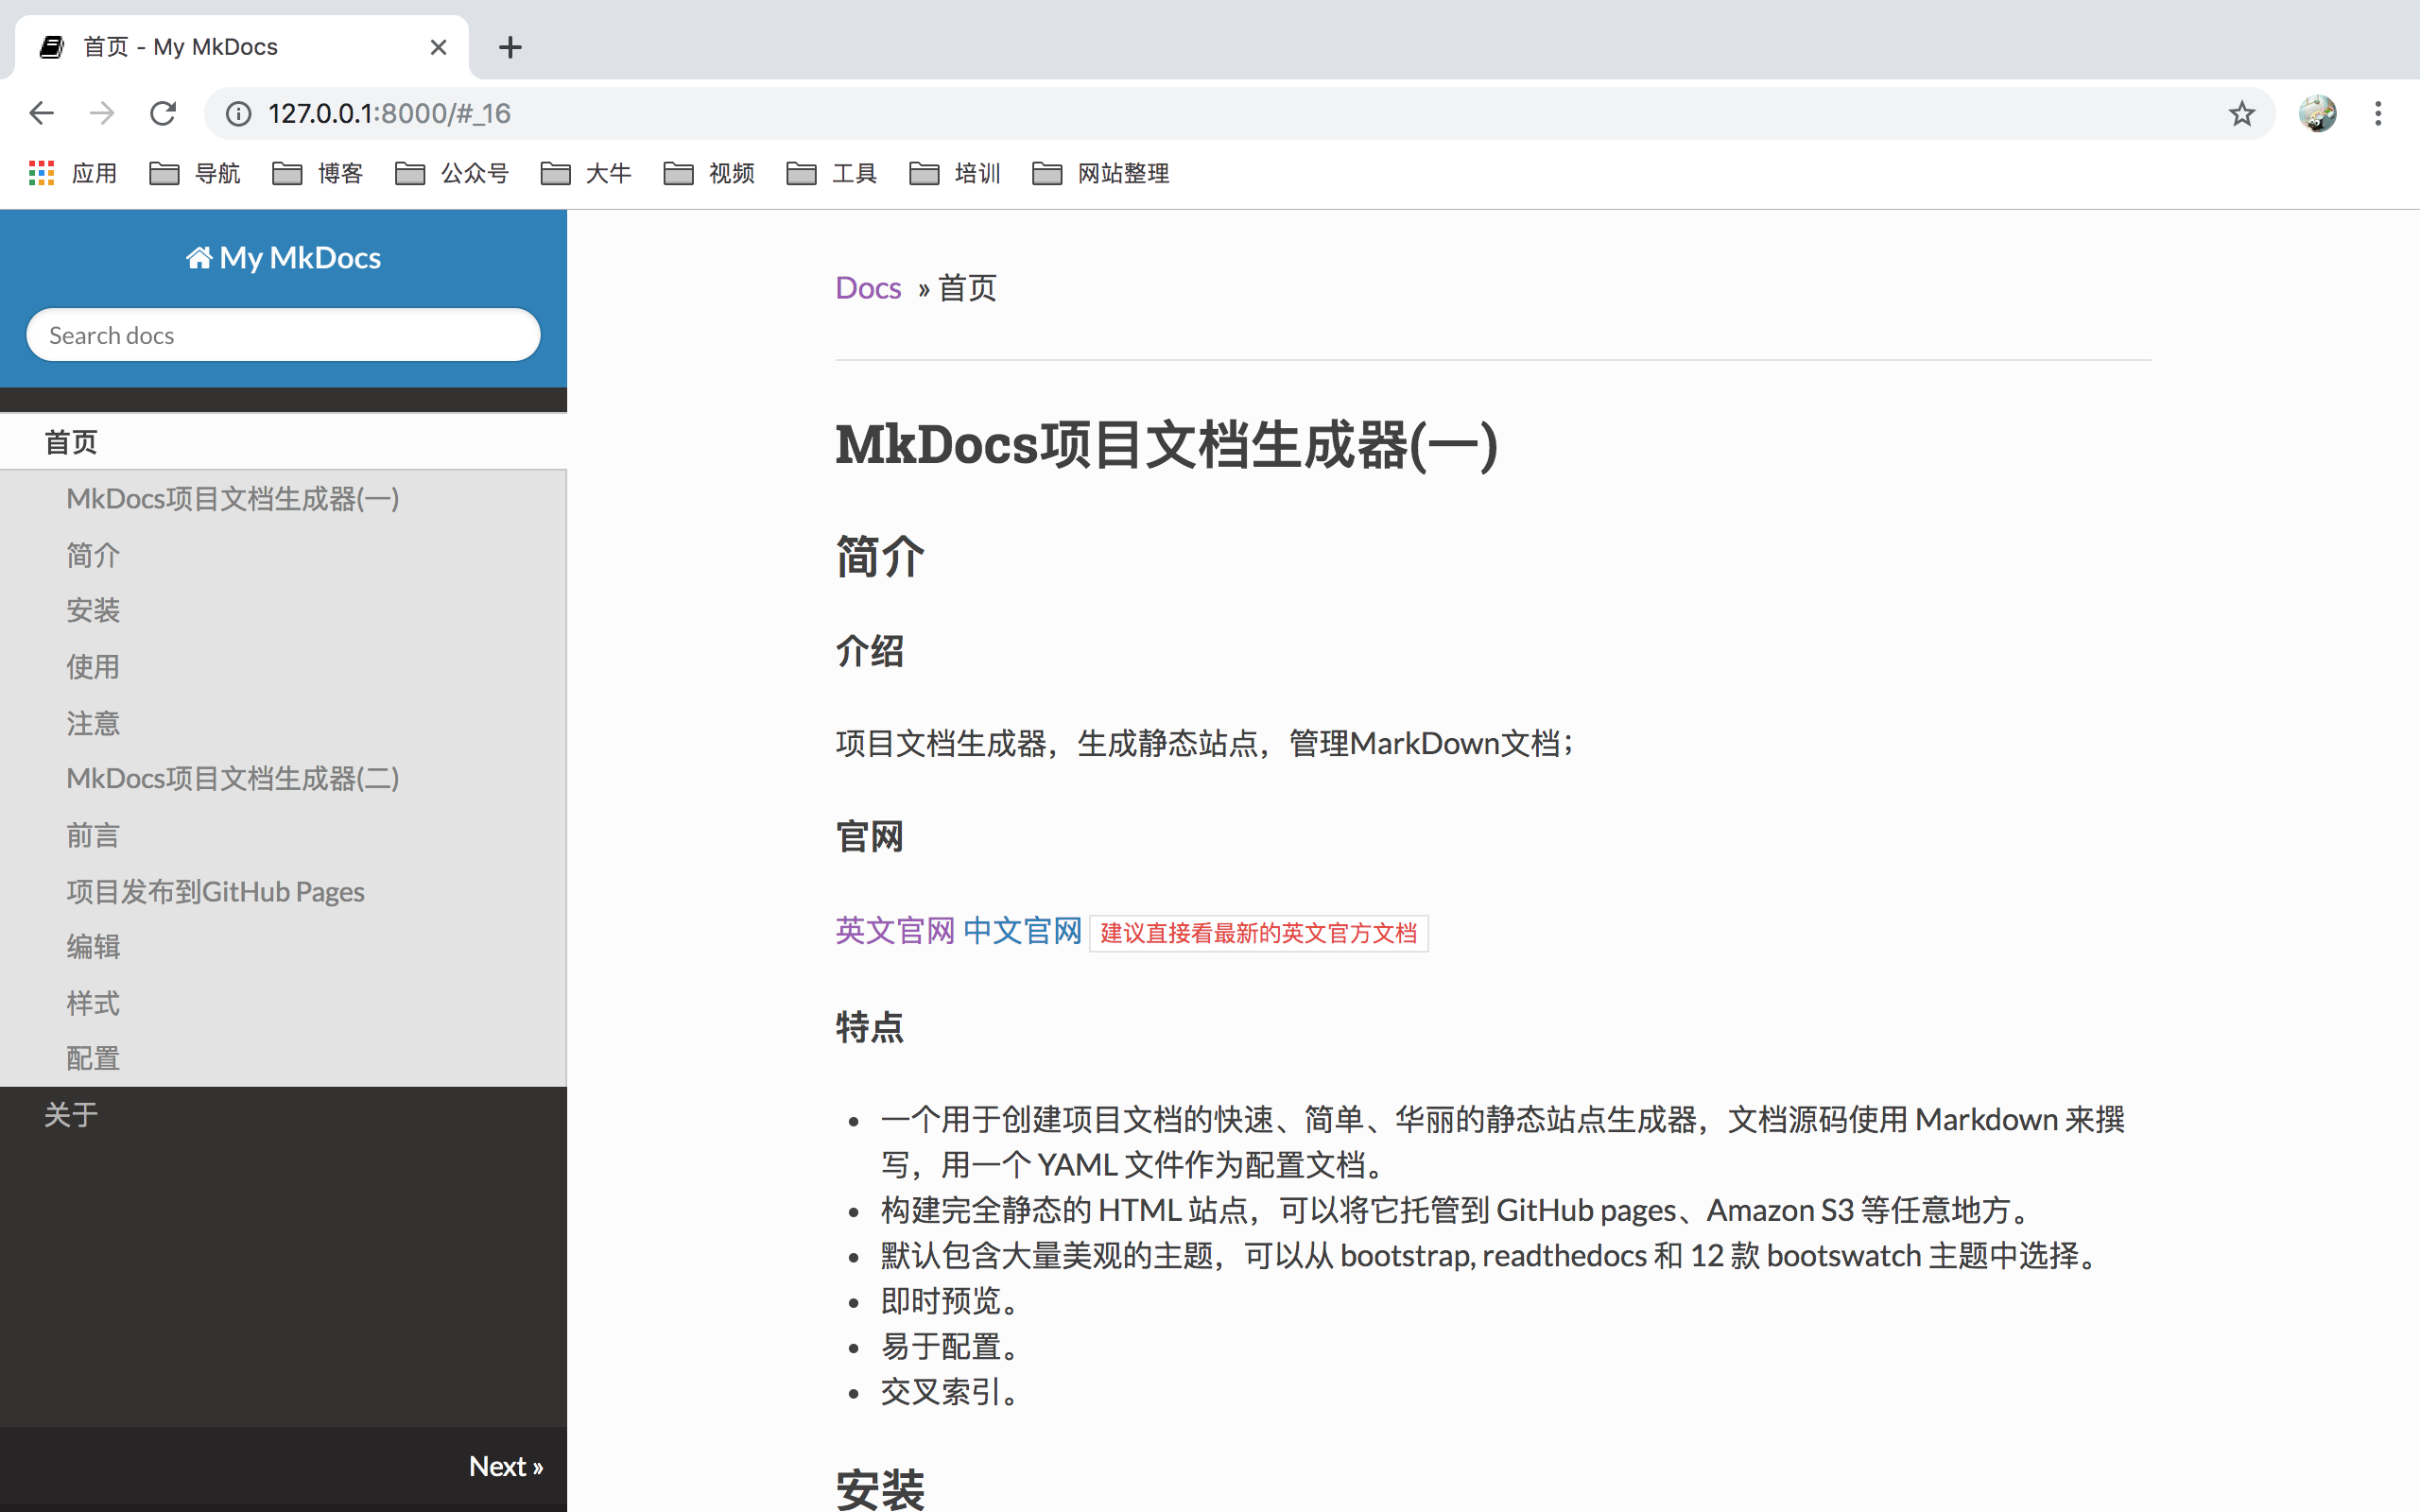 首页 - My MkDocs
127.0.0.1:8000/#_16
应用 导航 博客 公众号 大牛 视频 工具 培训 网站整理
My MkDocs
Search docs
首页
MkDocs项目文档生成器(一)
简介
安装
使用
注意
MkDocs项目文档生成器(二)
前言
项目发布到GitHub Pages
编辑
样式
配置
关于
Next »
Docs » 首页
MkDocs项目文档生成器(一)
简介
介绍
项目文档生成器，生成静态站点，管理MarkDown文档；
官网
英文官网 中文官网 建议直接看最新的英文官方文档
特点
• 一个用于创建项目文档的快速、简单、华丽的静态站点生成器，文档源码使用 Markdown 来撰
写，用一个 YAML 文件作为配置文档。
• 构建完全静态的 HTML 站点，可以将它托管到 GitHub pages、Amazon S3 等任意地方。
• 默认包含大量美观的主题，可以从 bootstrap, readthedocs 和 12 款 bootswatch 主题中选择。
• 即时预览。
• 易于配置。
• 交叉索引。
安装